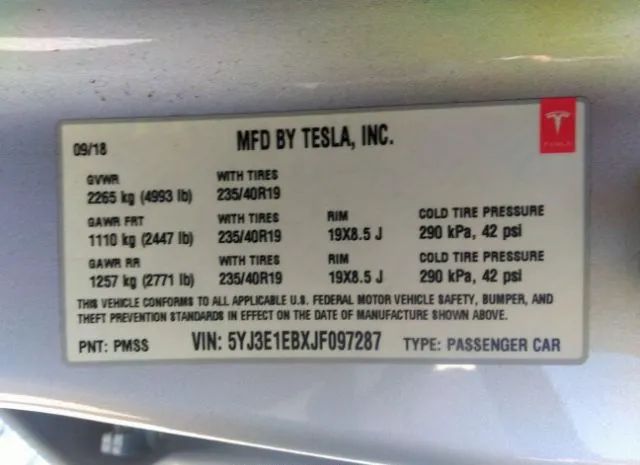 09/18 MFD BY TESLA, INC. TESLA
GVWR WITH TIRES
2265 kg (4993 lb) 235/40R19
GAWR FRT WITH TIRES RIM COLD TIRE PRESSURE
1110 kg (2447 lb) 235/40R19 19X8.5 J 290 kPa, 42 psi
GAWR RR WITH TIRES RIM COLD TIRE PRESSURE
1257 kg (2771 lb) 235/40R19 19X8.5 J 290 kPa, 42 psi
THIS VEHICLE CONFORMS TO ALL APPLICABLE U.S. FEDERAL MOTOR VEHICLE SAFETY, BUMPER, AND
THEFT PREVENTION STANDARDS IN EFFECT ON THE DATE OF MANUFACTURE SHOWN ABOVE.
PNT: PMSS VIN: 5YJ3E1EBXJF097287 TYPE: PASSENGER CAR